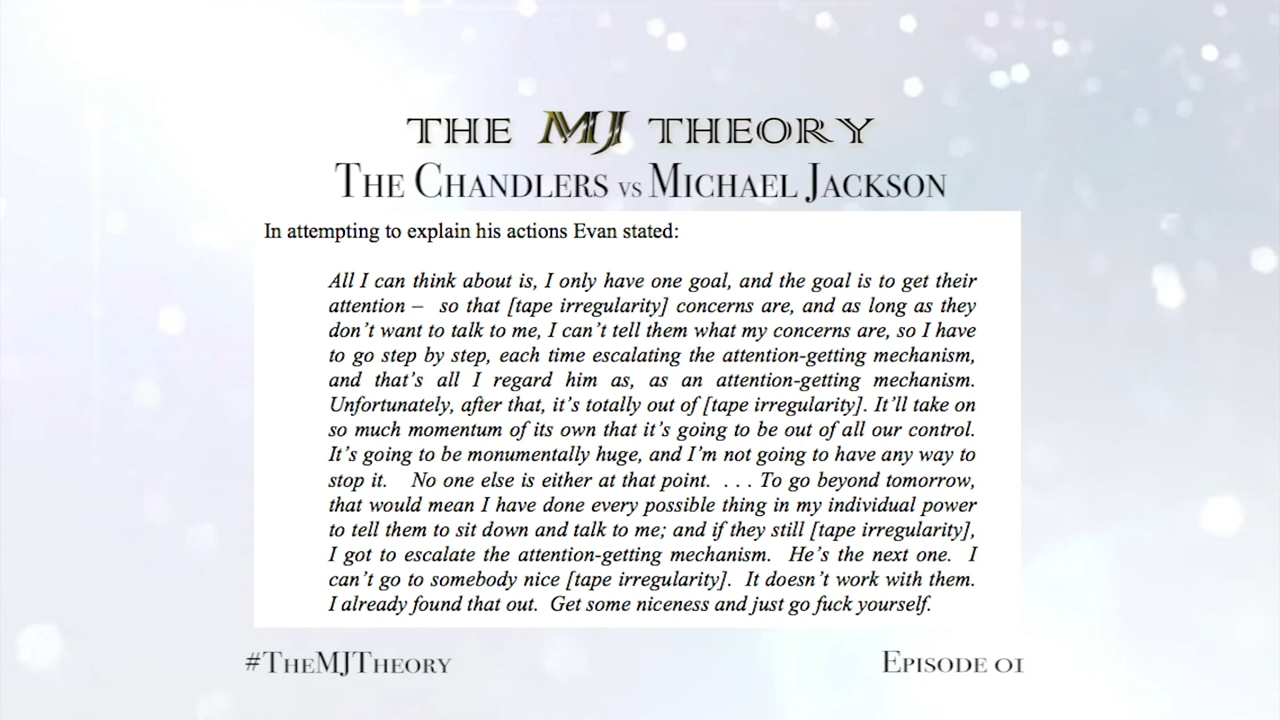 THE MJ THEORY
THE CHANDLERS VS MICHAEL JACKSON
In attempting to explain his actions Evan stated:
All I can think about is, I only have one goal, and the goal is to get their
attention – so that [tape irregularity] concerns are, and as long as they
don’t want to talk to me, I can’t tell them what my concerns are, so I have
to go step by step, each time escalating the attention-getting mechanism,
and that’s all I regard him as, as an attention-getting mechanism.
Unfortunately, after that, it’s totally out of [tape irregularity]. It’ll take on
so much momentum of its own that it’s going to be out of all our control.
It’s going to be monumentally huge, and I’m not going to have any way to
stop it. No one else is either at that point. . . . To go beyond tomorrow,
that would mean I have done every possible thing in my individual power
to tell them to sit down and talk to me; and if they still [tape irregularity],
I got to escalate the attention-getting mechanism. He’s the next one. I
can’t go to somebody nice [tape irregularity]. It doesn’t work with them.
I already found that out. Get some niceness and just go fuck yourself.
#THEMJTHEORY
EPISODE 01